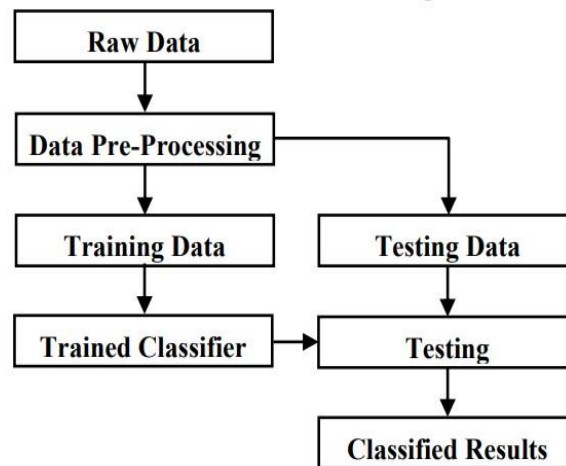 Raw Data
Data Pre-Processing
Training Data
Testing Data
Trained Classifier
Testing
Classified Results